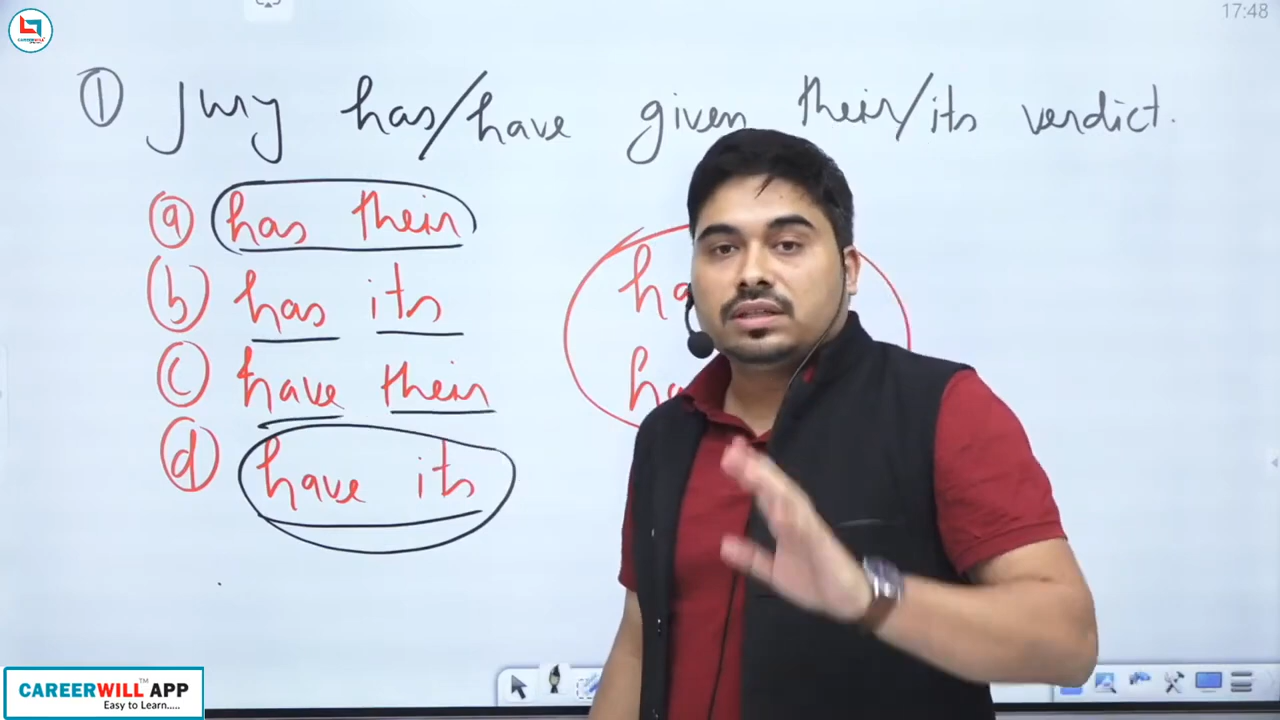 17:48
CAREERWILL
① Jury has/have given their/its verdict.
ⓐ has their
ⓑ has its
ⓒ have their
ⓓ have its
CAREERWILL™ APP
Easy to Learn.....